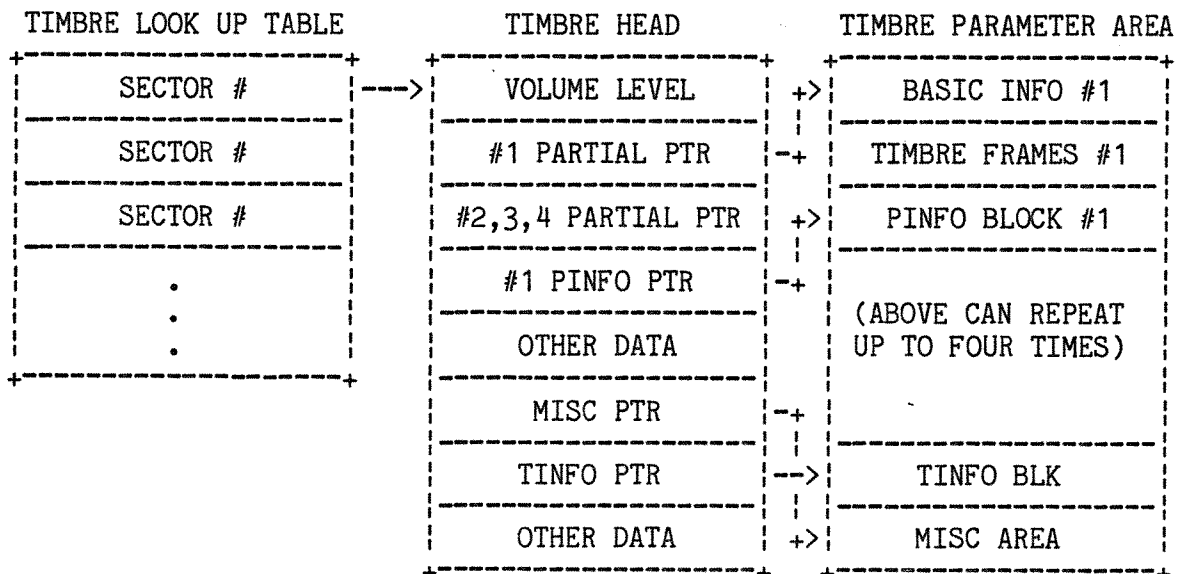 TIMBRE LOOK UP TABLE
SECTOR #
SECTOR #
SECTOR #
.
.
.
TIMBRE HEAD
VOLUME LEVEL
#1 PARTIAL PTR
#2,3,4 PARTIAL PTR
#1 PINFO PTR
OTHER DATA
MISC PTR
TINFO PTR
OTHER DATA
TIMBRE PARAMETER AREA
BASIC INFO #1
TIMBRE FRAMES #1
PINFO BLOCK #1
(ABOVE CAN REPEAT
UP TO FOUR TIMES)
TINFO BLK
MISC AREA